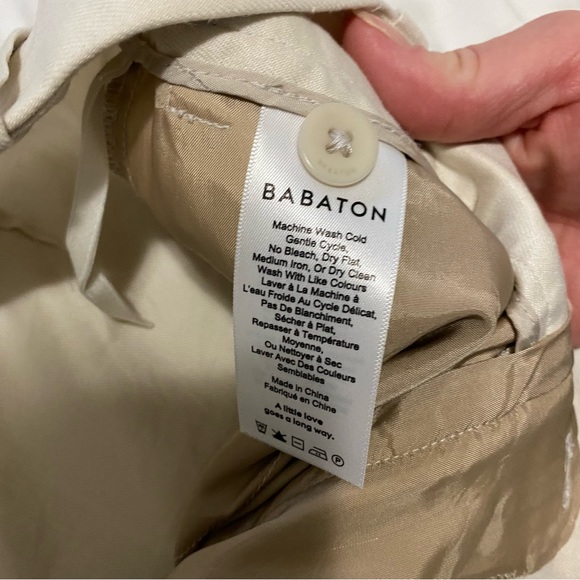 BABATON
Machine Wash Cold
Gentle Cycle,
No Bleach, Dry Flat,
Medium Iron, Or Dry Clean
Wash With Like Colours
Laver à La Machine à
L'eau Froide Au Cycle Délicat,
Pas De Blanchiment,
Sécher à Plat,
Repasser à Température
Moyenne,
Ou Nettoyer à Sec
Laver Avec Des Couleurs
Semblables
Made in China
Fabriqué en Chine
A little love
goes a long way.
P